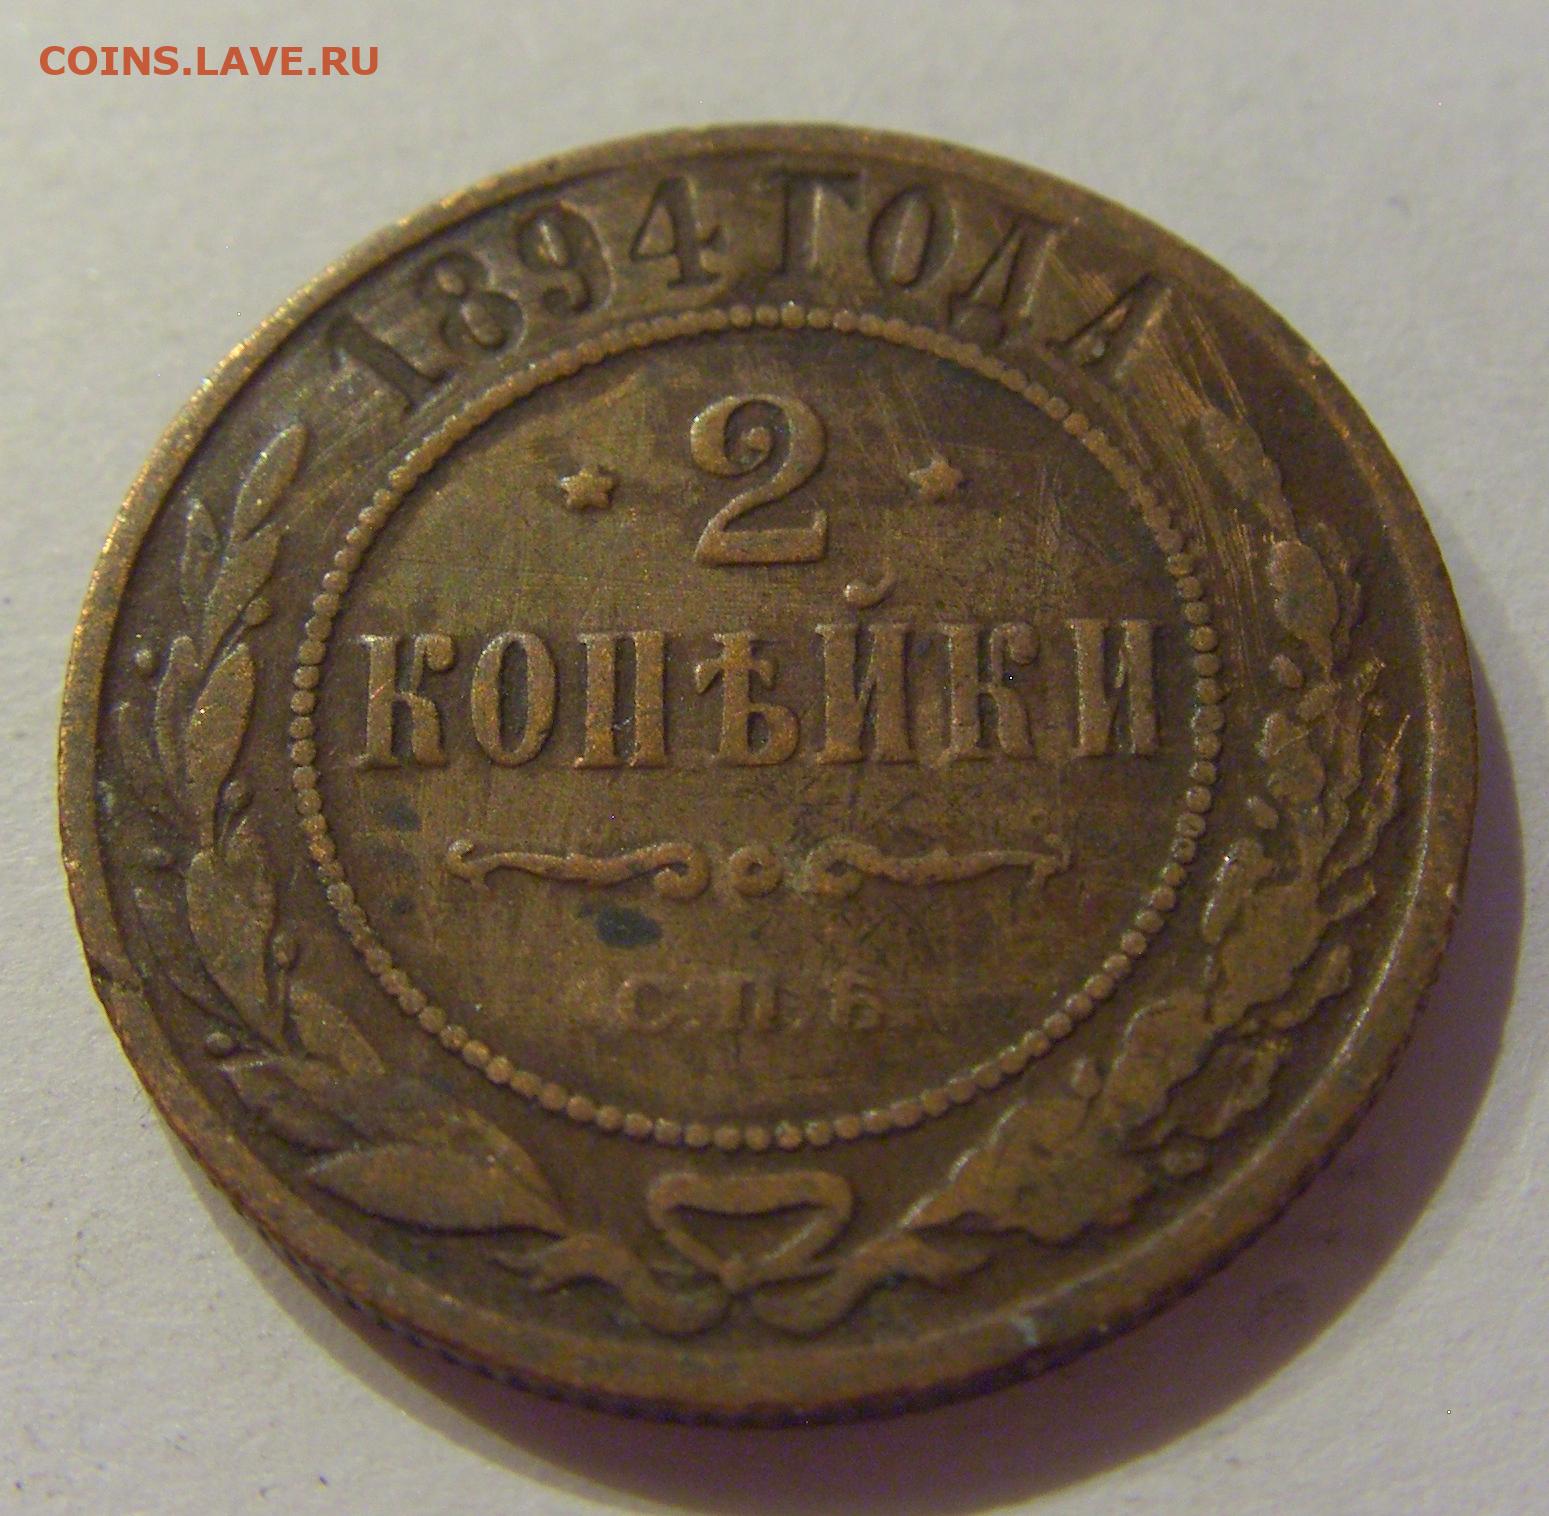 COINS.LAVE.RU
1894 ГОДА
2
КОПѢЙКИ
С.П.Б.